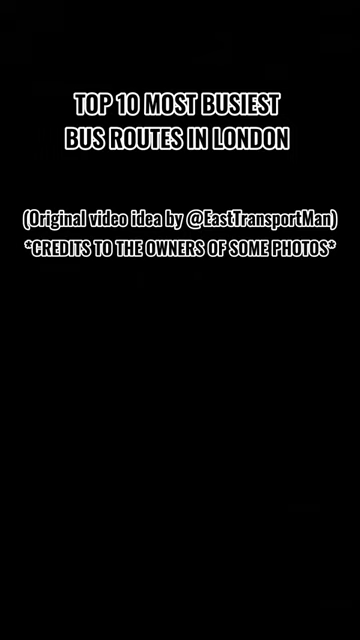 TOP 10 MOST BUSIEST
BUS ROUTES IN LONDON
(Original video idea by @EastTransportMan)
*CREDITS TO THE OWNERS OF SOME PHOTOS*